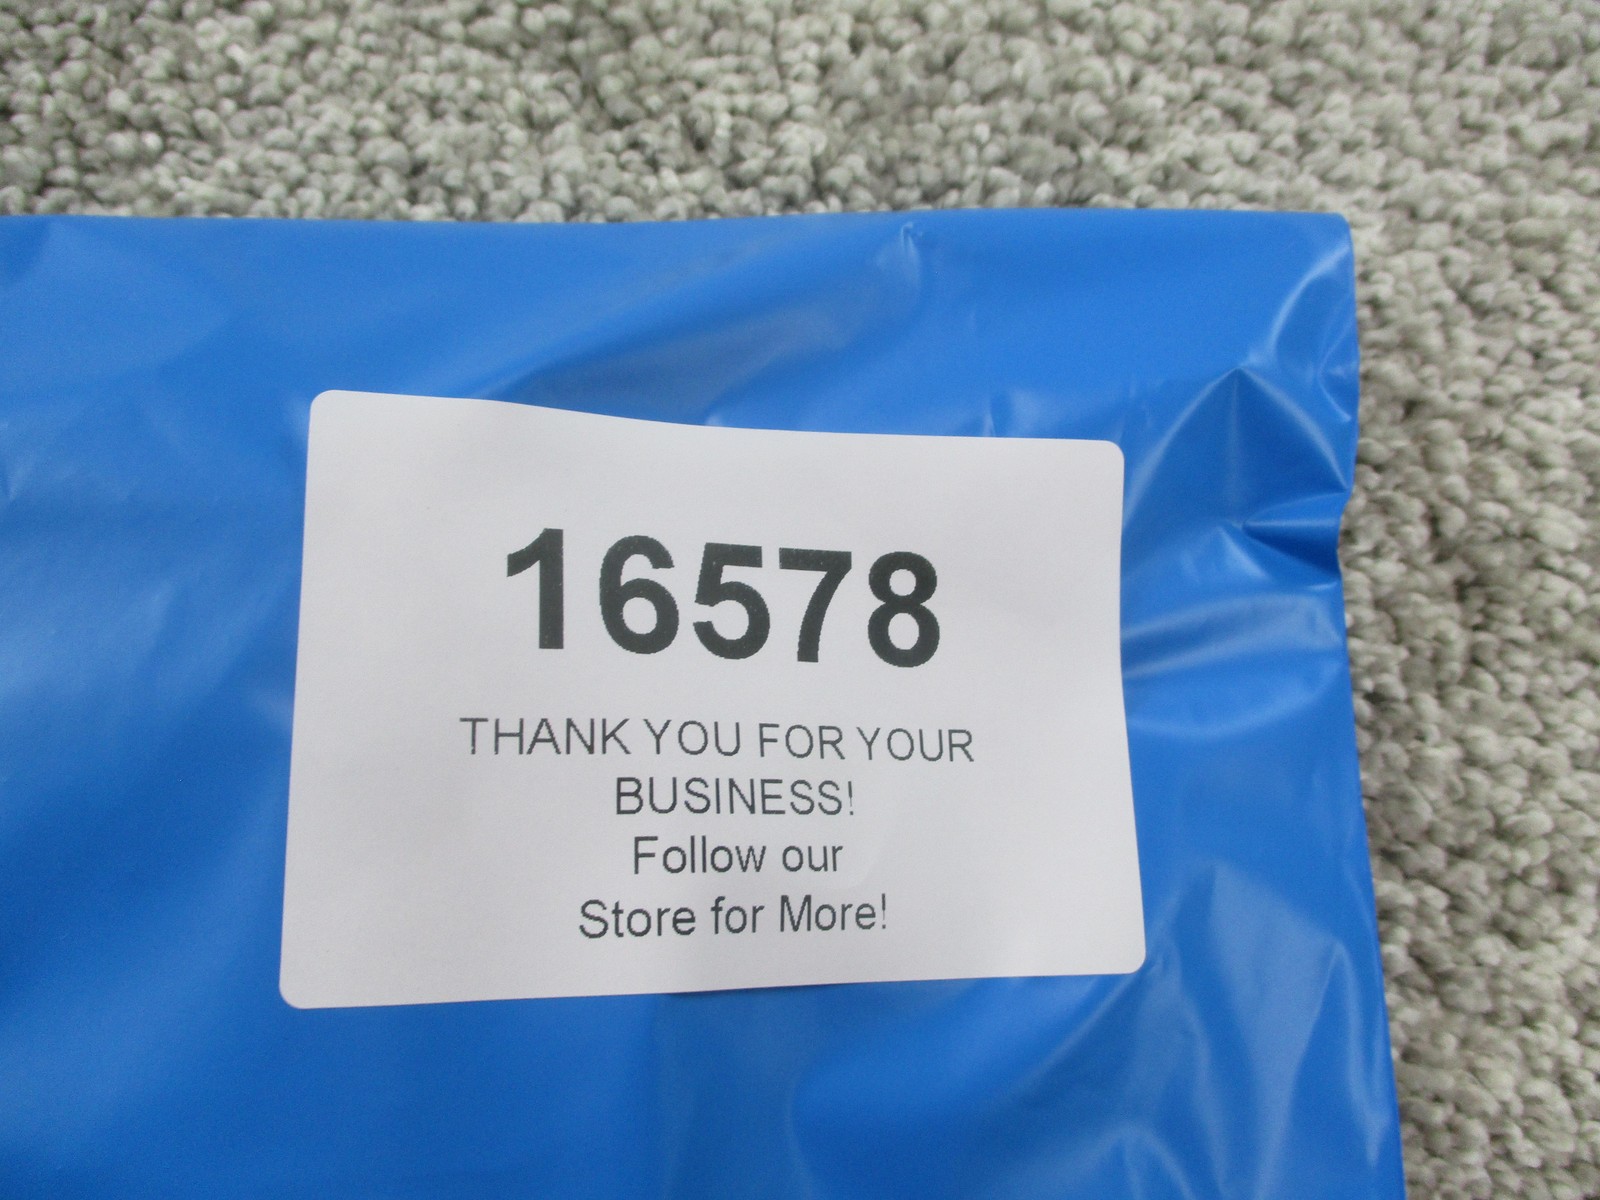 16578
THANK YOU FOR YOUR
BUSINESS!
Follow our
Store for More!